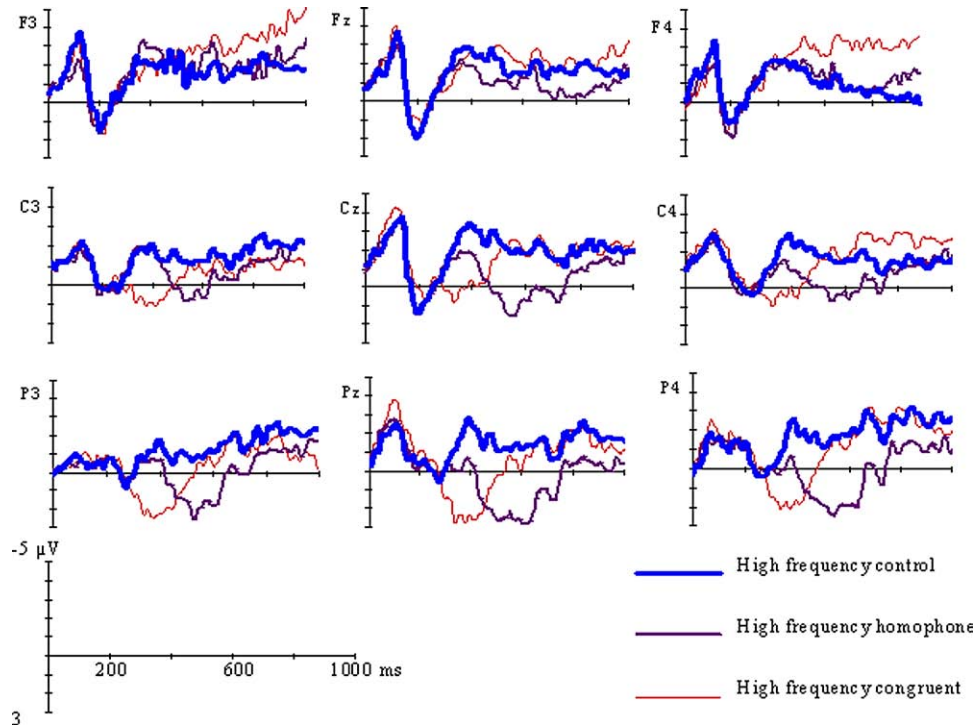 F3
Fz
F4
C3
Cz
C4
P3
Pz
P4
-5 µV
High frequency control
High frequency homophone
200 600 1000 ms
High frequency congruent
3